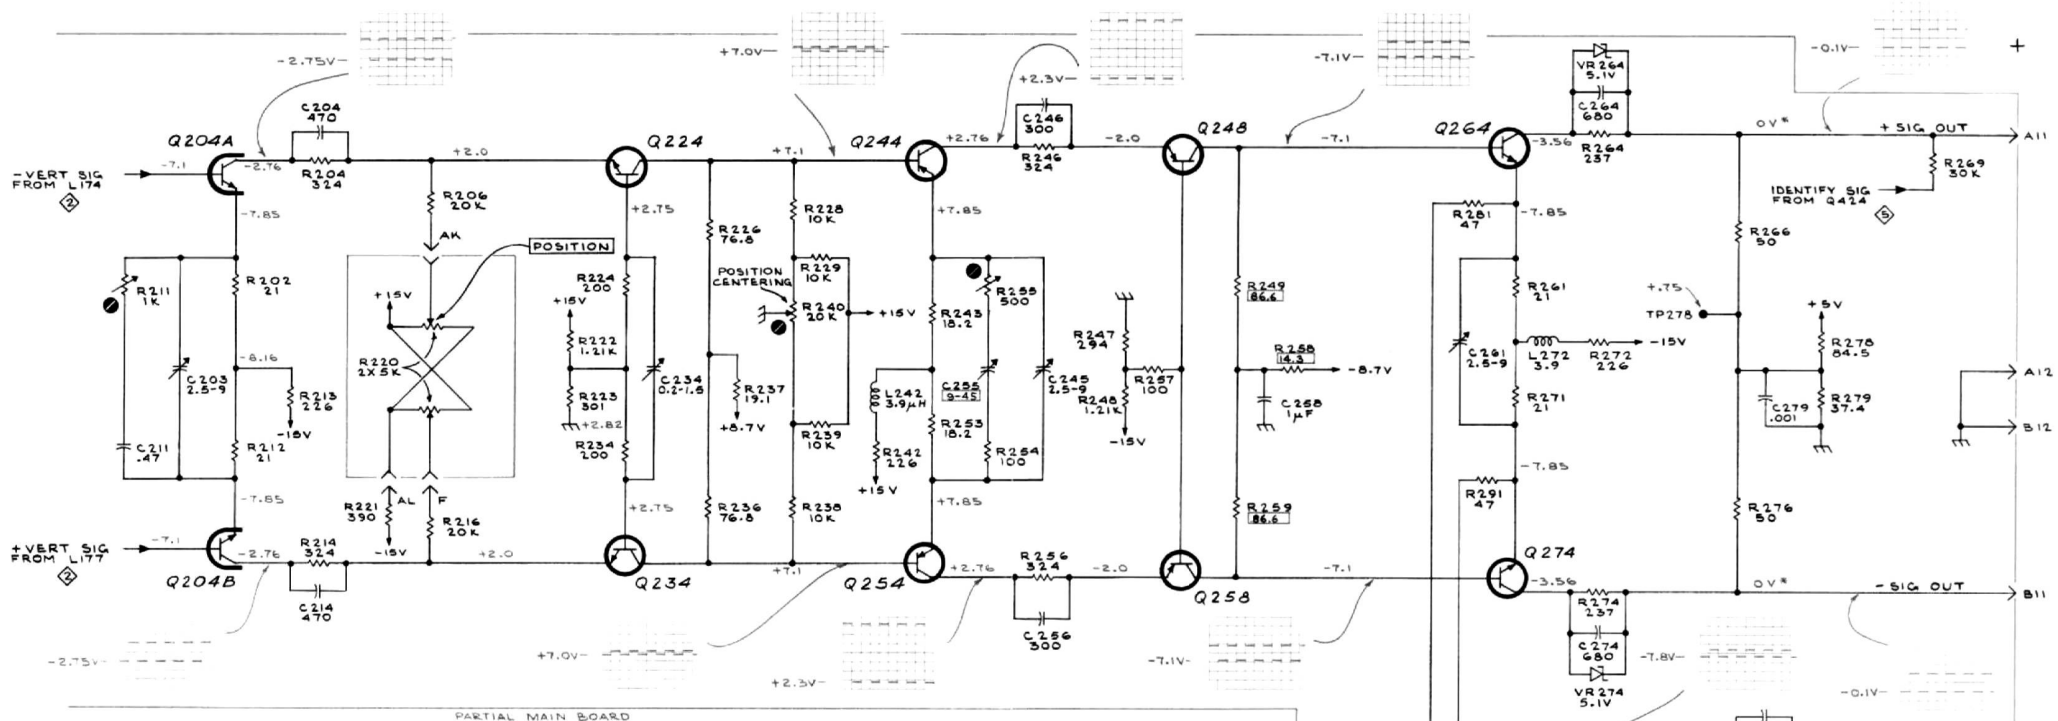 -2.75V
+7.0V
+2.3V
-7.1V
-0.1V
+
VR264
5.1V
C264
680
C204
470
C246
300
Q204A
Q224
Q244
Q248
Q264
-7.1
-2.76
R204
324
+2.0
+7.1
+2.76
R246
324
-2.0
-7.1
-3.56
R264
237
0V*
+ SIG OUT
A11
-VERT SIG
FROM L174
2
R269
30K
IDENTIFY SIG
FROM Q424
5
-7.85
R206
20K
AK
POSITION
+2.75
R226
76.8
R228
10K
+7.85
R281
47
-7.85
R266
50
R211
1K
R202
21
+15V
R224
200
POSITION
CENTERING
R229
10K
R240
20K
+15V
R255
500
R243
18.2
R249
86.6
R261
21
+.75
TP278
+5V
+15V
R222
1.21K
R247
294
R258
14.3
-8.7V
C261
2.5-9
L272
3.9
R272
226
-15V
R278
84.5
-8.16
R220
2X5K
C203
2.5-9
R213
226
-15V
C234
0.2-1.5
R237
19.1
+8.7V
L242
3.9µH
C255
9-45
C245
2.5-9
R257
100
R248
1.21K
-15V
C258
1µF
R271
21
C279
.001
R279
37.4
A12
B12
R223
301
+2.82
R234
200
R239
10K
R253
18.2
R242
226
+15V
R254
100
C211
.47
R212
21
-7.85
AL
F
R221
390
-15V
R216
20K
+2.75
R236
76.8
R238
10K
+7.85
R259
86.6
-7.85
R291
47
R276
50
+VERT SIG
FROM L177
2
-7.1
-2.76
R214
324
+2.0
Q204B
Q234
+7.1
Q254
+2.76
R256
324
-2.0
Q258
-7.1
Q274
-3.56
R274
237
0V*
- SIG OUT
B11
C214
470
C256
300
C274
680
VR274
5.1V
-2.75V
+7.0V
+2.3V
-7.1V
-7.8V
-0.1V
PARTIAL MAIN BOARD